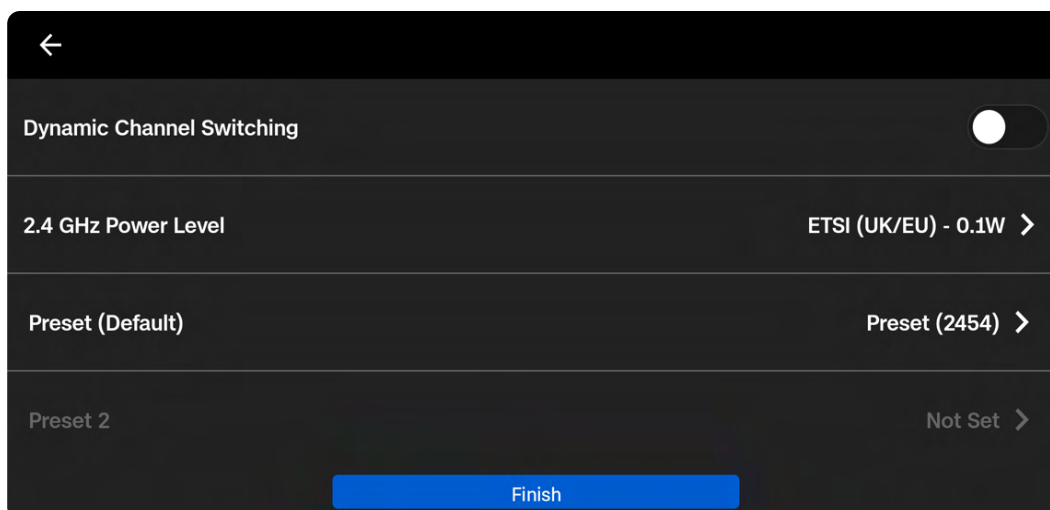 Dynamic Channel Switching
2.4 GHz Power Level ETSI (UK/EU) - 0.1W
Preset (Default) Preset (2454)
Preset 2 Not Set
Finish